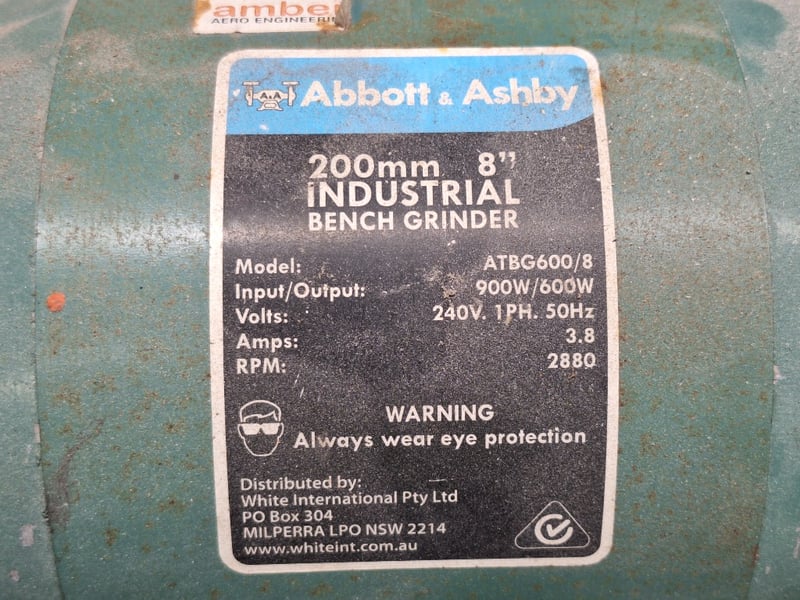 amber
AERO ENGINEERING
AA Abbott & Ashby
200mm 8”
INDUSTRIAL
BENCH GRINDER
Model: ATBG600/8
Input/Output: 900W/600W
Volts: 240V. 1PH. 50Hz
Amps: 3.8
RPM: 2880
WARNING
Always wear eye protection
Distributed by:
White International Pty Ltd
PO Box 304
MILPERRA LPO NSW 2214
www.whiteint.com.au